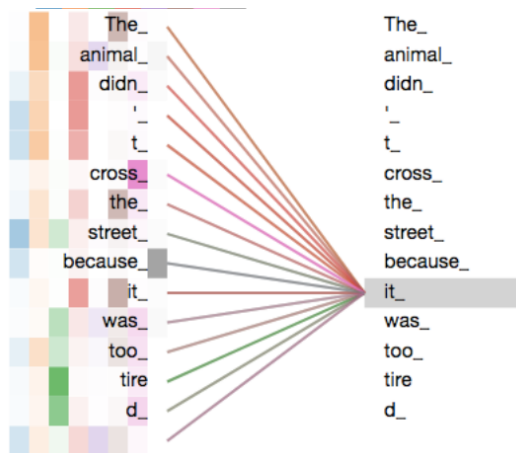 The_ The_
animal_ animal_
didn_ didn_
'_ '_
t_ t_
cross_ cross_
the_ the_
street_ street_
because_ because_
it_ it_
was_ was_
too_ too_
tire tire
d_ d_